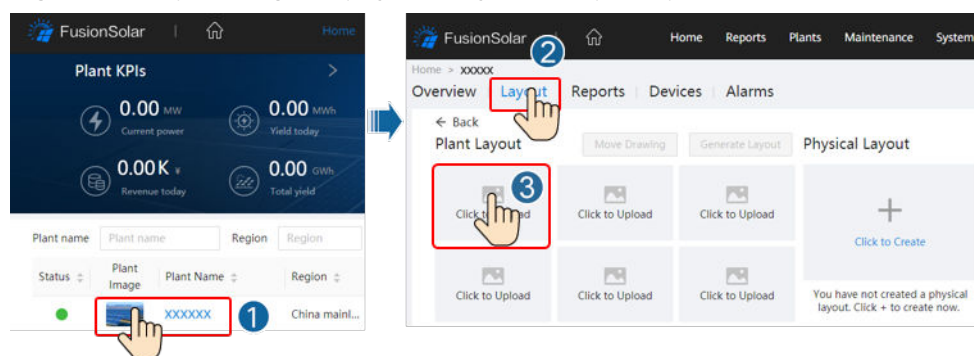 FusionSolar
Home
Plant KPIs >
0.00 MW
Current power
0.00 MWh
Yield today
0.00K ¥
Revenue today
0.00 GWh
Total yield
Plant name
Plant name
Region
Region
Status
Plant Image
Plant Name
Region
XXXXXX
1
China mainl...
FusionSolar
2
Home Reports Plants Maintenance System
Home > XXXXX
Overview Layout Reports Devices Alarms
← Back
Plant Layout
Move Drawing
Generate Layout
Physical Layout
3
Click to Upload
Click to Upload
Click to Upload
+
Click to Create
Click to Upload
Click to Upload
Click to Upload
You have not created a physical
layout. Click + to create now.